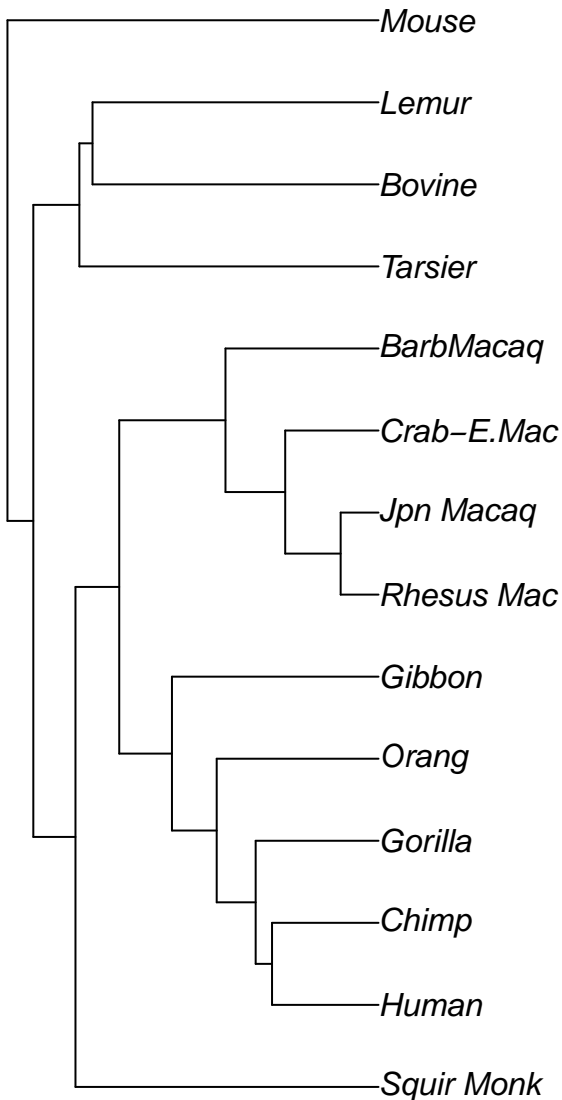 Mouse
Lemur
Bovine
Tarsier
BarbMacaq
Crab−E.Mac
Jpn Macaq
Rhesus Mac
Gibbon
Orang
Gorilla
Chimp
Human
Squir Monk